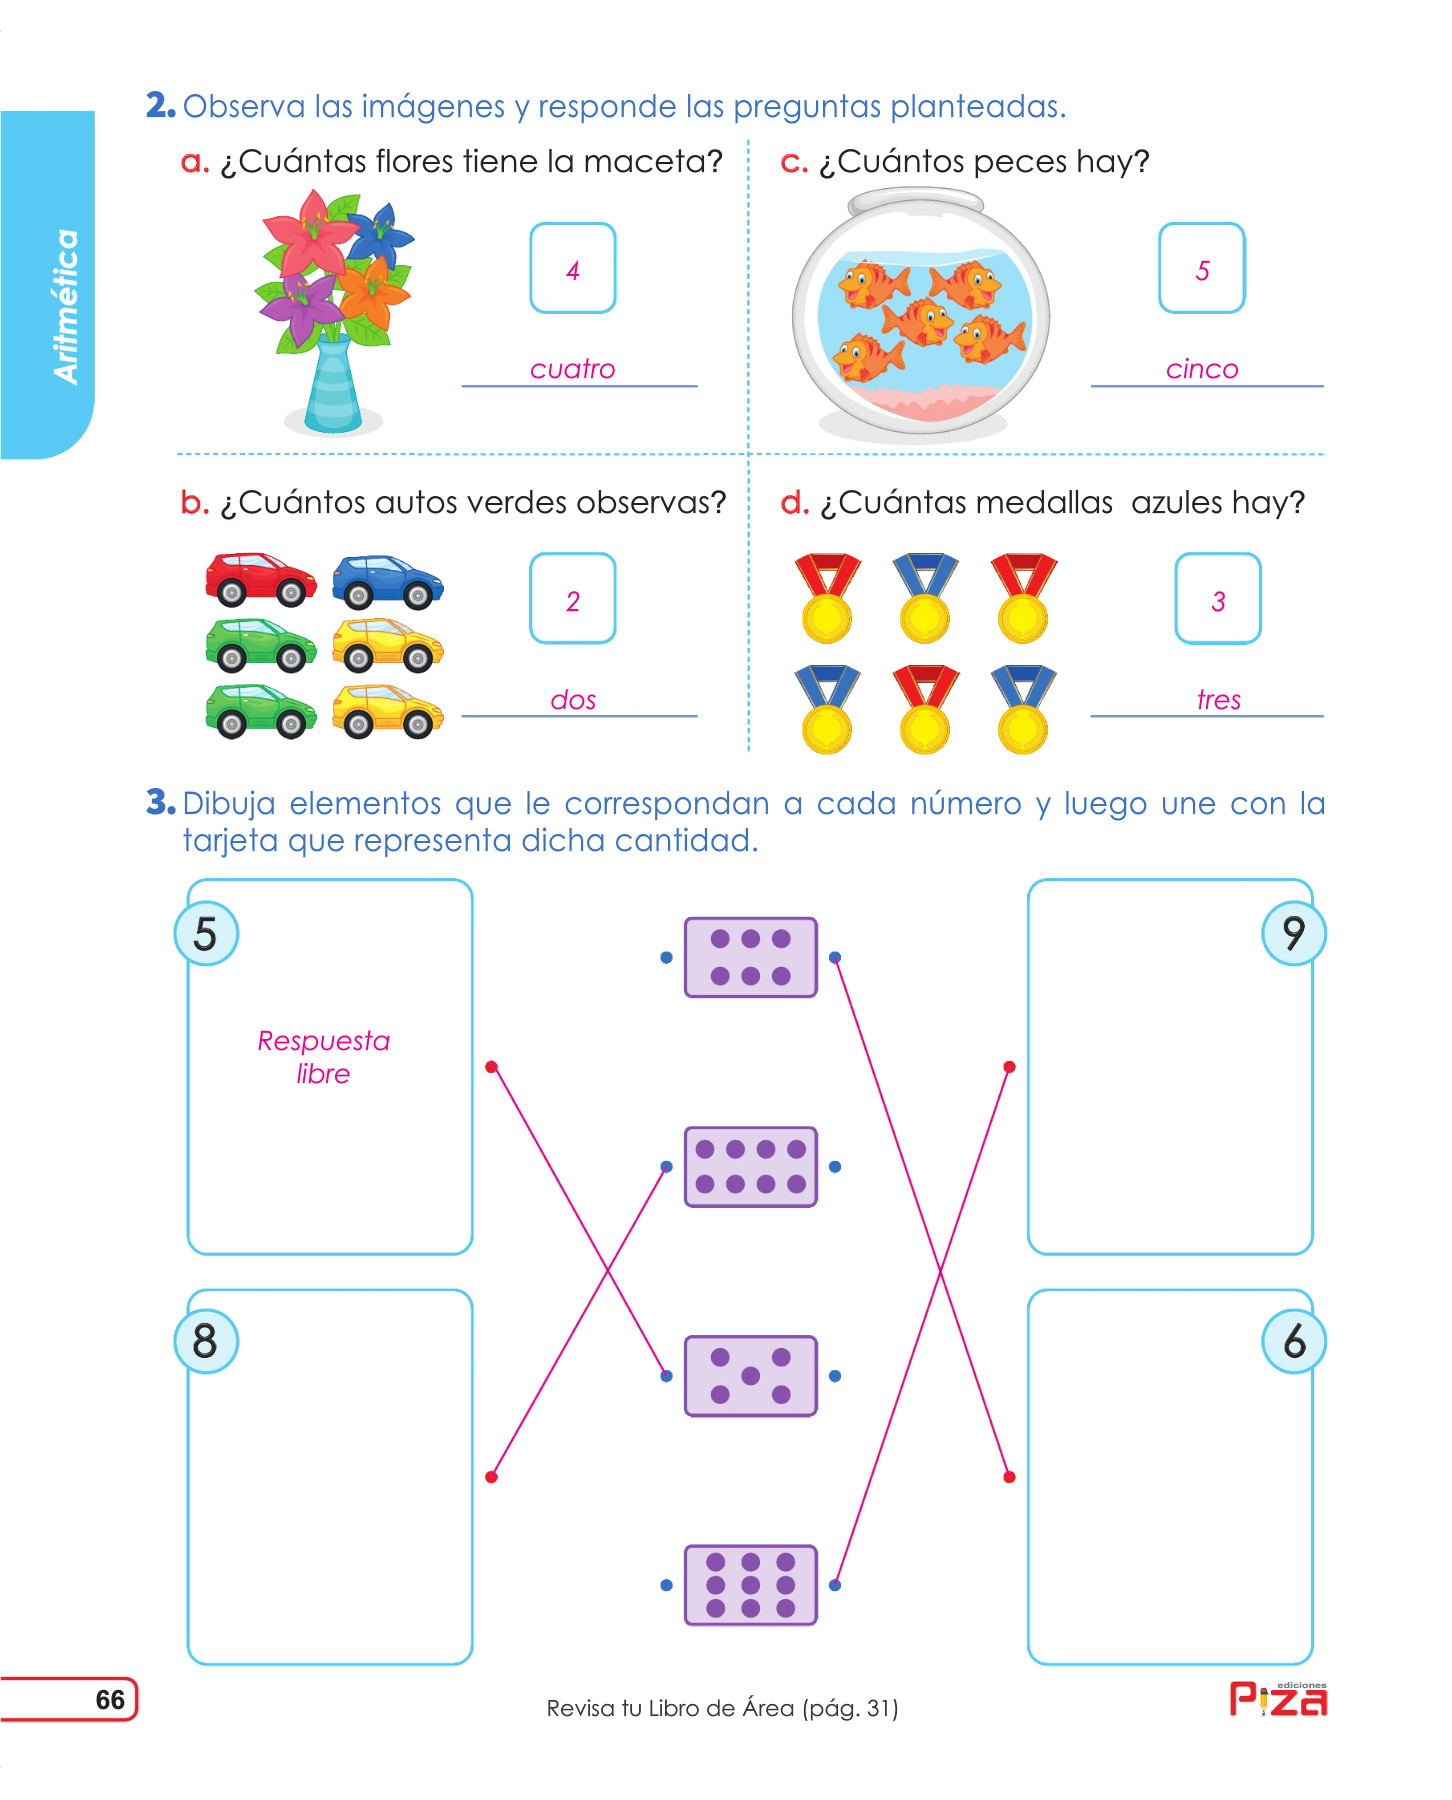 Aritmética
2. Observa las imágenes y responde las preguntas planteadas.
a. ¿Cuántas flores tiene la maceta?
4
cuatro
c. ¿Cuántos peces hay?
5
cinco
b. ¿Cuántos autos verdes observas?
2
dos
d. ¿Cuántas medallas azules hay?
3
tres
3. Dibuja elementos que le correspondan a cada número y luego une con la
tarjeta que representa dicha cantidad.
5
Respuesta
libre
9
8
6
66
Revisa tu Libro de Área (pág. 31)
ediciones
Piza